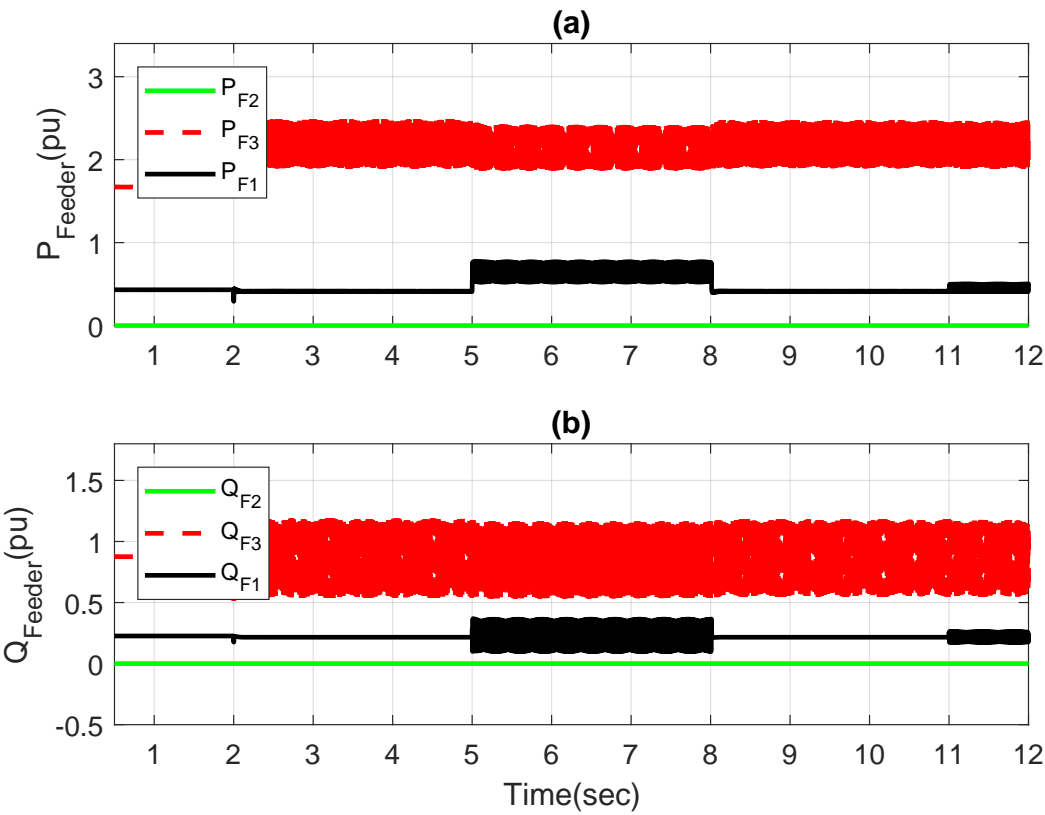 (a)
P_Feeder(pu)
3
2
1
0
P_F2
P_F3
P_F1
1 2 3 4 5 6 7 8 9 10 11 12
(b)
Q_Feeder(pu)
1.5
1
0.5
0
-0.5
Q_F2
Q_F3
Q_F1
1 2 3 4 5 6 7 8 9 10 11 12
Time(sec)